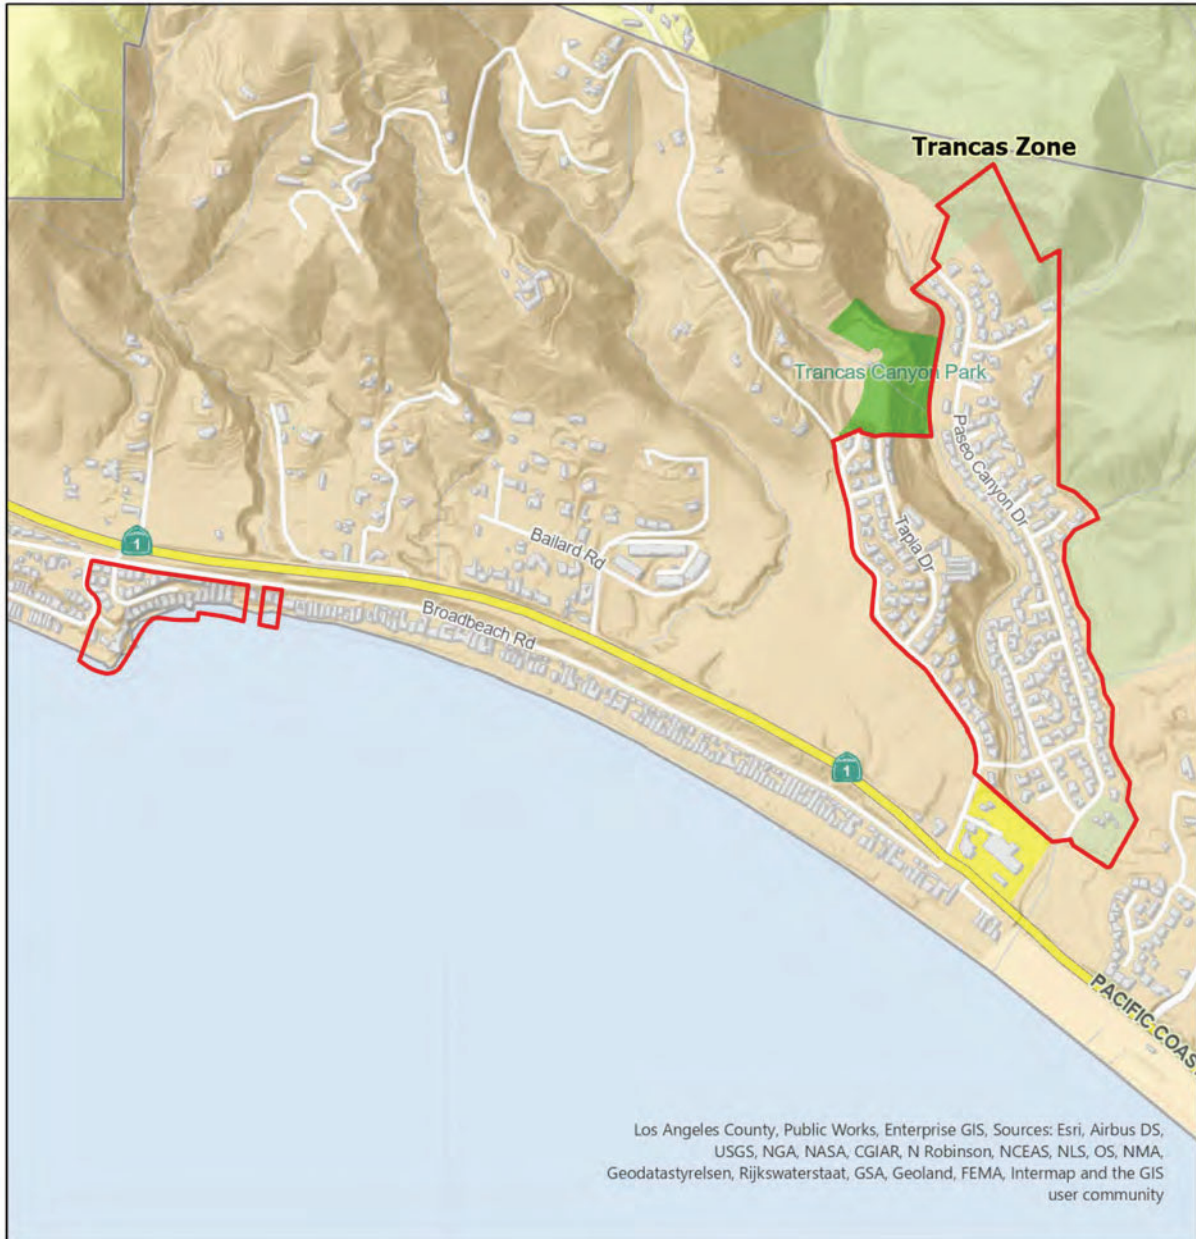 Trancas Zone
Trancas Canyon Park
Paseo Canyon Dr
Tapia Dr
1
Bailard Rd
Broadbeach Rd
1
PACIFIC COAS
Los Angeles County, Public Works, Enterprise GIS, Sources: Esri, Airbus DS,
USGS, NGA, NASA, CGIAR, N Robinson, NCEAS, NLS, OS, NMA,
Geodatastyrelsen, Rijkswaterstaat, GSA, Geoland, FEMA, Intermap and the GIS
user community